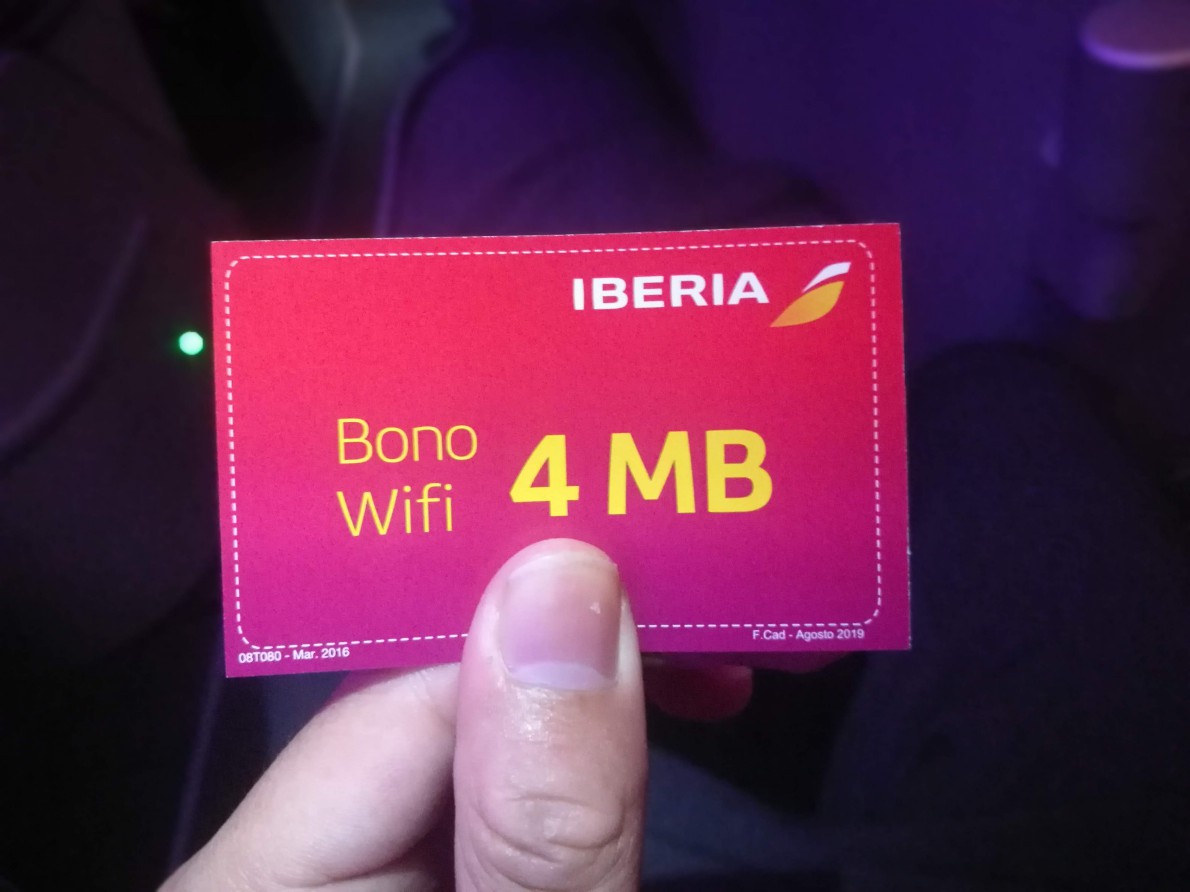 IBERIA
Bono
Wifi
4 MB
08T080 - Mar. 2016
F.Cad - Agosto 2019